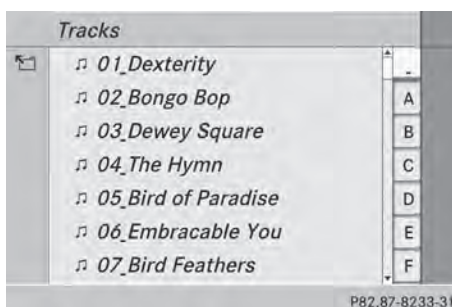 Tracks
01_Dexterity
02_Bongo Bop
03_Dewey Square
04_The Hymn
05_Bird of Paradise
06_Embracable You
07_Bird Feathers
-
A
B
C
D
E
F
P82.87-8233-31